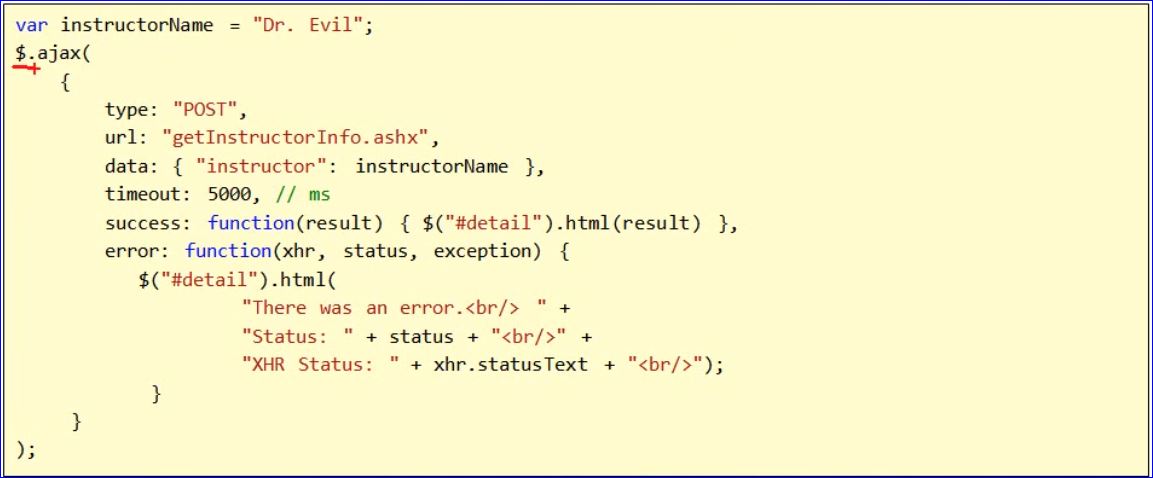 var instructorName = "Dr. Evil";
$.ajax(
{
type: "POST",
url: "getInstructorInfo.ashx",
data: { "instructor": instructorName },
timeout: 5000, // ms
success: function(result) { $("#detail").html(result) },
error: function(xhr, status, exception) {
$("#detail").html(
"There was an error.<br/> " +
"Status: " + status + "<br/>" +
"XHR Status: " + xhr.statusText + "<br/>");
}
}
);